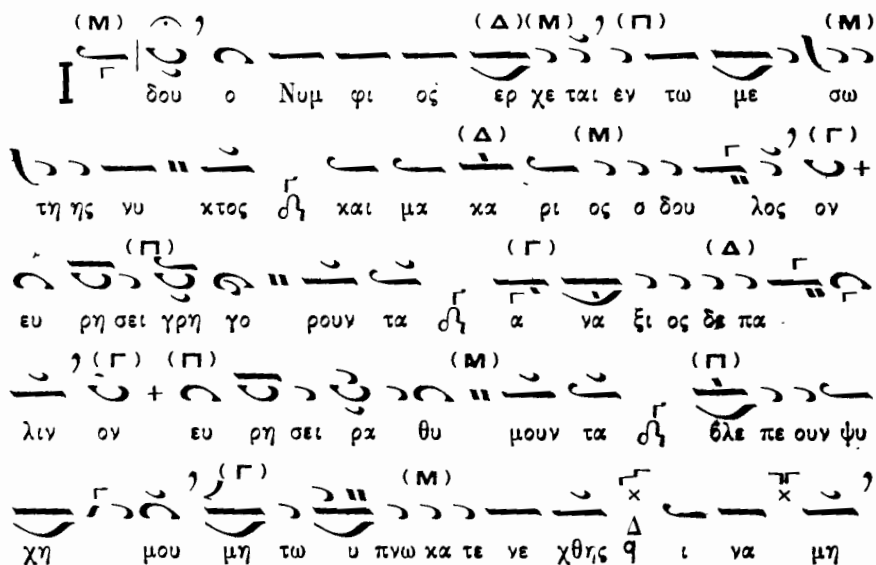 (Μ) (Δ) (Μ) (Π) (Μ)
Ι δου ο Νυμ φι ος ερ χε ται έν τω με σω
(Δ) (Μ) (Γ)
τη ης νυ κτος Γ και μα κα ρι ος σ δου λος ον
(Π) (Γ) (Δ)
ευ ρη σει γρη γο ρουν τα Γ α να ξι ος δε πα
(Γ) (Π) (Μ) (Π)
λιν ον ευ ρη σει ρα θυ μουν τα Γ βλε πε ουν ψυ
(Γ) (Μ)
χη μου μη τω υ πνω κα τε νε χθης Δ q ι να μη